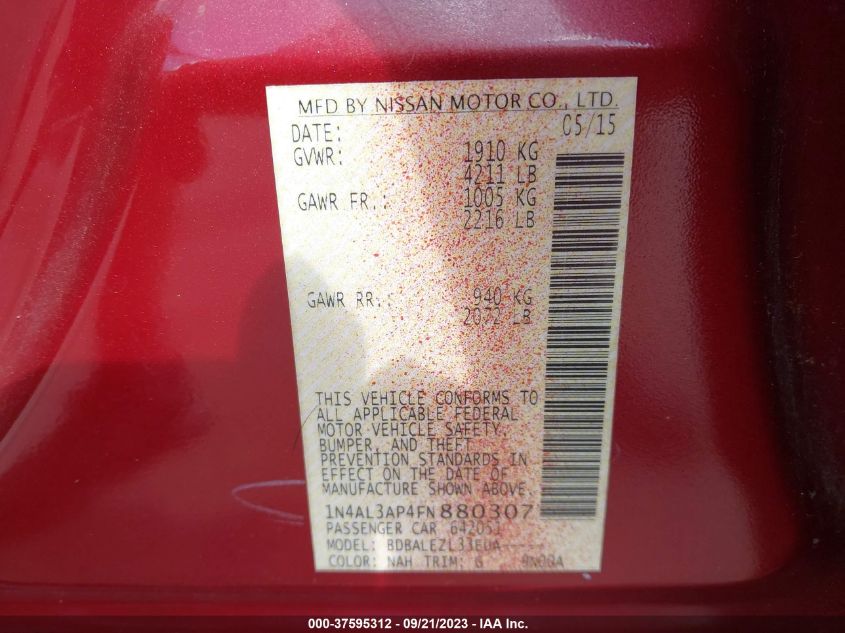 MFD BY NISSAN MOTOR CO., LTD.
DATE: 05/15
GVWR: 1910 KG
4211 LB
GAWR FR.: 1005 KG
2216 LB
GAWR RR.: 940 KG
2072 LB
THIS VEHICLE CONFORMS TO
ALL APPLICABLE FEDERAL
MOTOR VEHICLE SAFETY,
BUMPER, AND THEFT
PREVENTION STANDARDS IN
EFFECT ON THE DATE OF
MANUFACTURE SHOWN ABOVE.
1N4AL3AP4FN880307
PASSENGER CAR 642051
MODEL: BDBALEZL33EUA-----
COLOR: NAH TRIM: G
000-37595312 - 09/21/2023 - IAA Inc.